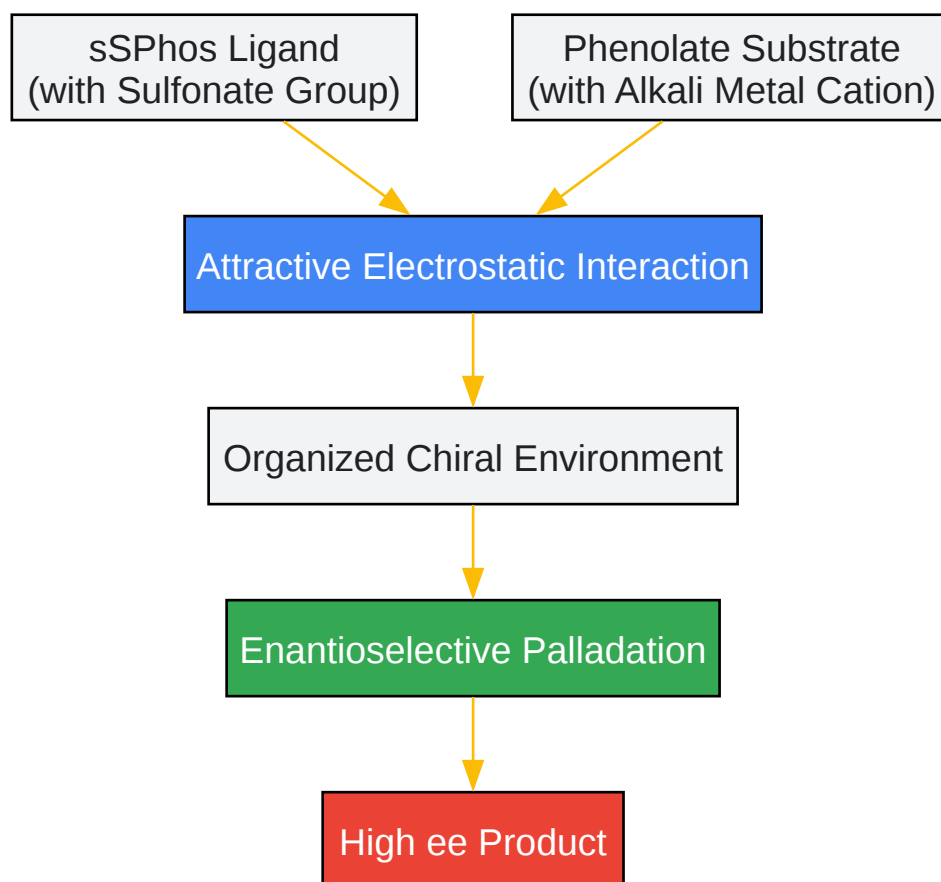 sSPhos Ligand
(with Sulfonate Group)
Phenolate Substrate
(with Alkali Metal Cation)
Attractive Electrostatic Interaction
Organized Chiral Environment
Enantioselective Palladation
High ee Product